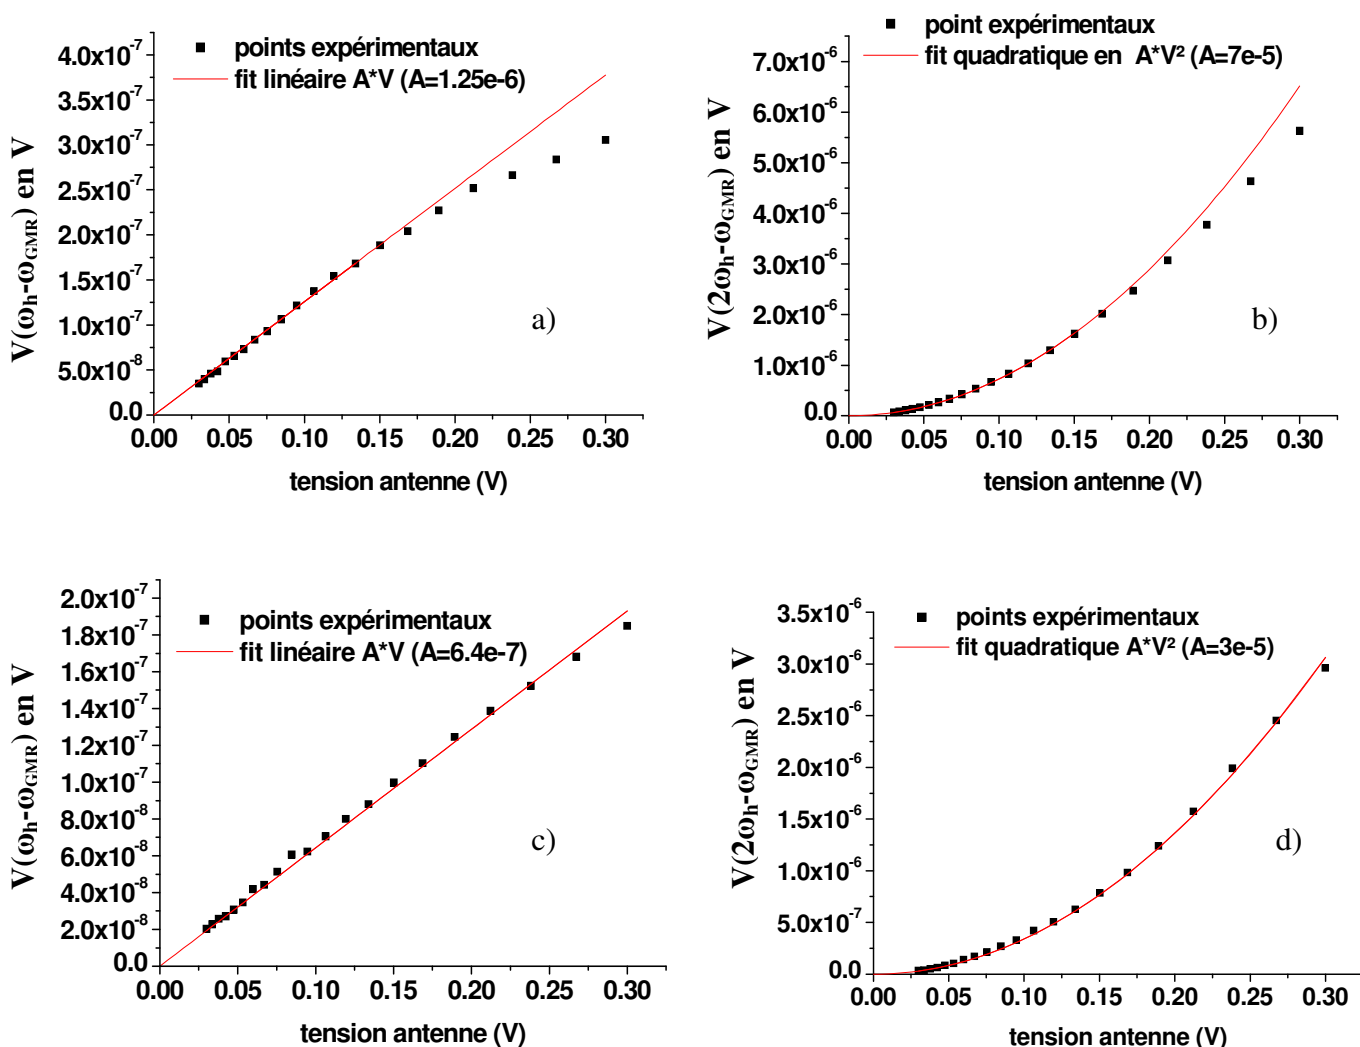 points expérimentaux
fit linéaire A*V (A=1.25e-6)
V(ωh-ωGMR) en V
4.0x10⁻⁷
3.5x10⁻⁷
3.0x10⁻⁷
2.5x10⁻⁷
2.0x10⁻⁷
1.5x10⁻⁷
1.0x10⁻⁷
5.0x10⁻⁸
0.0
0.00 0.05 0.10 0.15 0.20 0.25 0.30
tension antenne (V)
a)
point expérimentaux
fit quadratique en A*V² (A=7e-5)
V(2ωh-ωGMR) en V
7.0x10⁻⁶
6.0x10⁻⁶
5.0x10⁻⁶
4.0x10⁻⁶
3.0x10⁻⁶
2.0x10⁻⁶
1.0x10⁻⁶
0.0
0.00 0.05 0.10 0.15 0.20 0.25 0.30
tension antenne (V)
b)
points expérimentaux
fit linéaire A*V (A=6.4e-7)
V(ωh-ωGMR) en V
2.0x10⁻⁷
1.8x10⁻⁷
1.6x10⁻⁷
1.4x10⁻⁷
1.2x10⁻⁷
1.0x10⁻⁷
8.0x10⁻⁸
6.0x10⁻⁸
4.0x10⁻⁸
2.0x10⁻⁸
0.0
0.00 0.05 0.10 0.15 0.20 0.25 0.30
tension antenne (V)
c)
points expérimentaux
fit quadratique A*V² (A=3e-5)
V(2ωh-ωGMR) en V
3.5x10⁻⁶
3.0x10⁻⁶
2.5x10⁻⁶
2.0x10⁻⁶
1.5x10⁻⁶
1.0x10⁻⁶
5.0x10⁻⁷
0.0
0.00 0.05 0.10 0.15 0.20 0.25 0.30
tension antenne (V)
d)